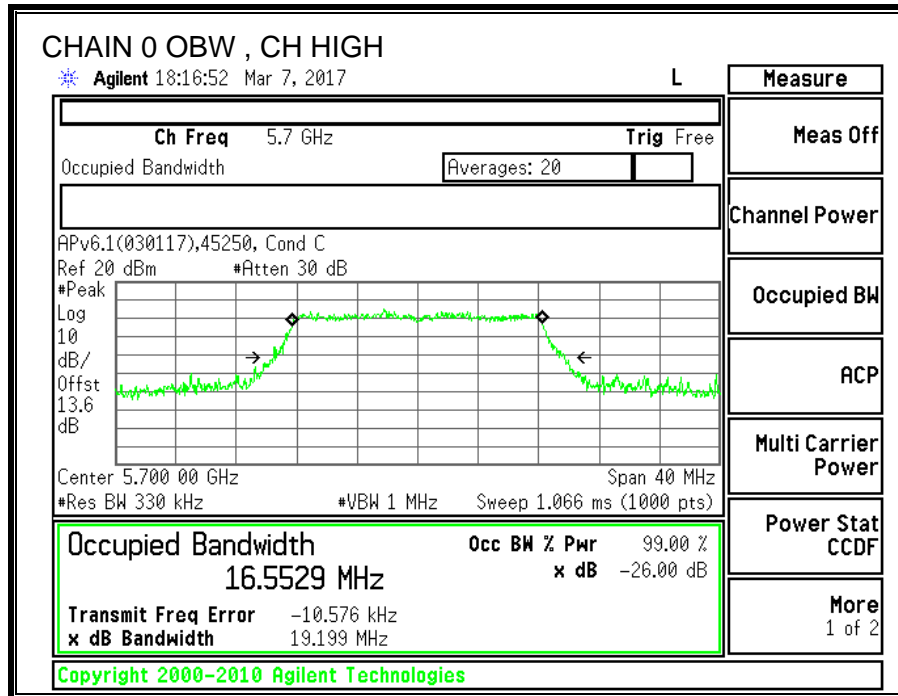 CHAIN 0 OBW , CH HIGH
Agilent 18:16:52 Mar 7, 2017 L
Measure
Ch Freq 5.7 GHz Trig Free
Meas Off
Occupied Bandwidth Averages: 20
Channel Power
APv6.1(030117),45250, Cond C
Ref 20 dBm #Atten 30 dB
#Peak
Log
10
dB/
Offst
13.6
dB
Occupied BW
ACP
Multi Carrier
Power
Center 5.700 00 GHz Span 40 MHz
#Res BW 330 kHz #VBW 1 MHz Sweep 1.066 ms (1000 pts)
Power Stat
CCDF
Occupied Bandwidth Occ BW % Pwr 99.00 %
16.5529 MHz x dB -26.00 dB
Transmit Freq Error -10.576 kHz
x dB Bandwidth 19.199 MHz
More
1 of 2
Copyright 2000-2010 Agilent Technologies